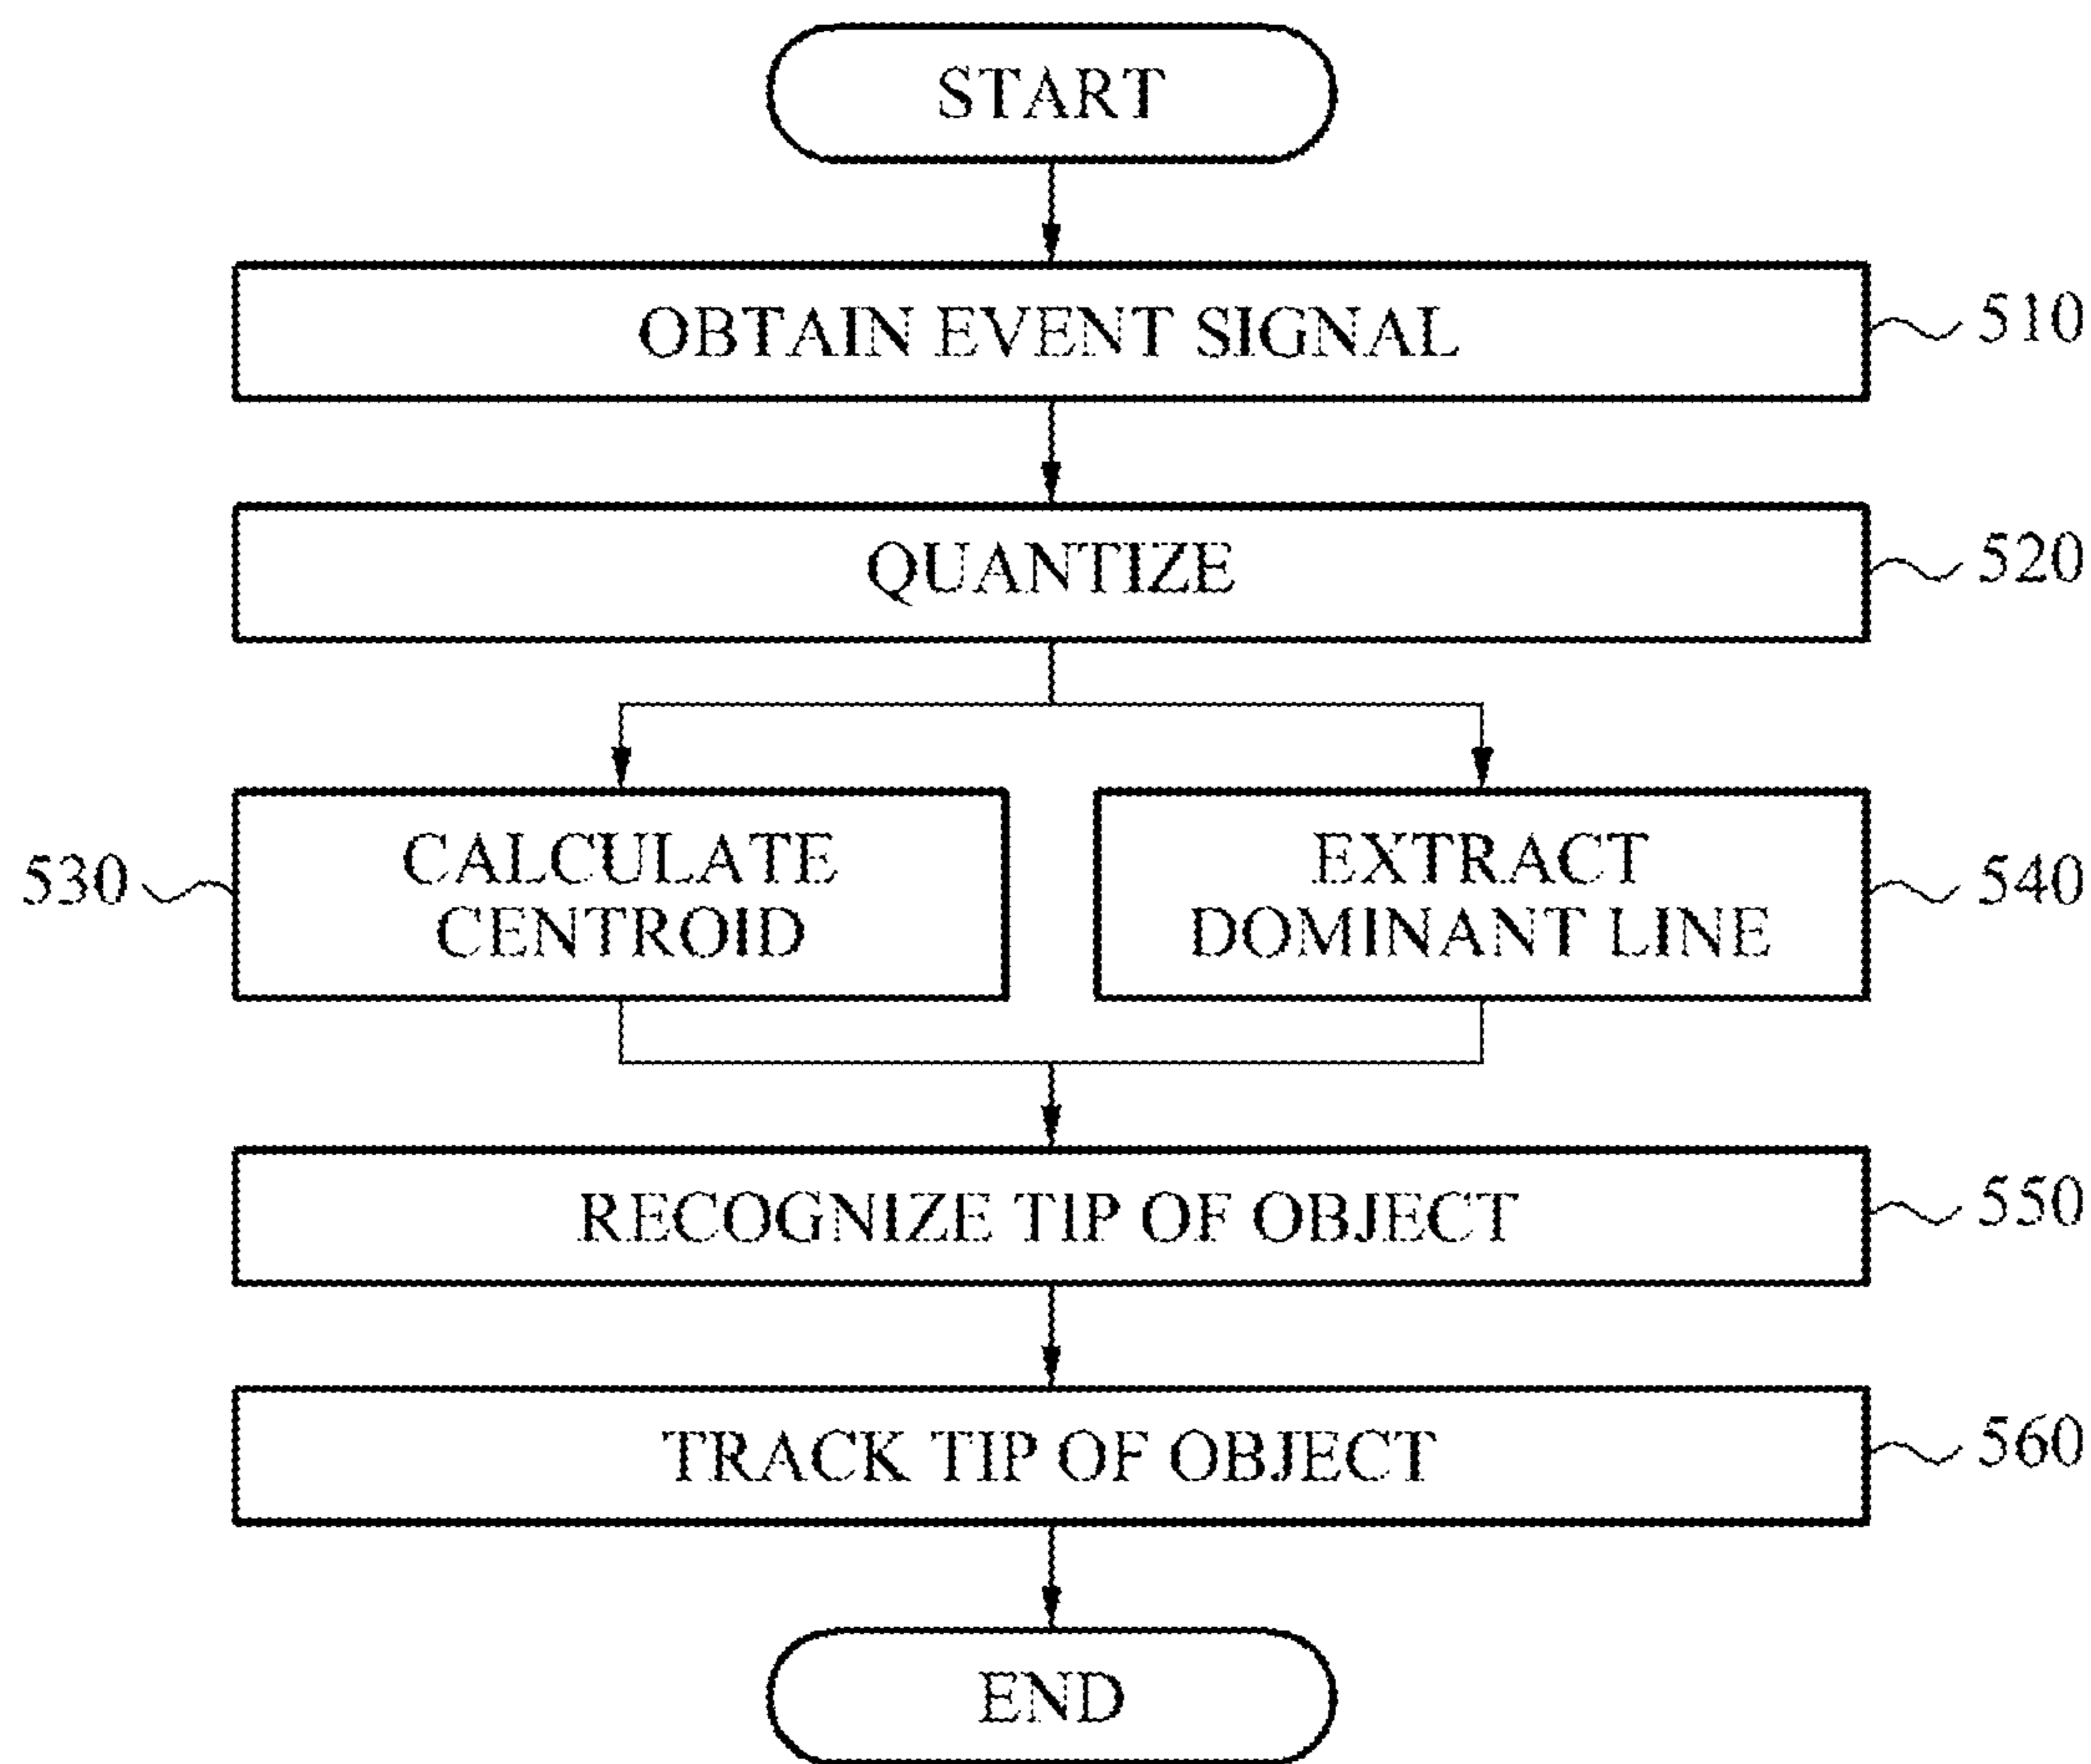 START
OBTAIN EVENT SIGNAL
510
QUANTIZE
520
530
CALCULATE
CENTROID
EXTRACT
DOMINANT LINE
540
RECOGNIZE TIP OF OBJECT
550
TRACK TIP OF OBJECT
560
END